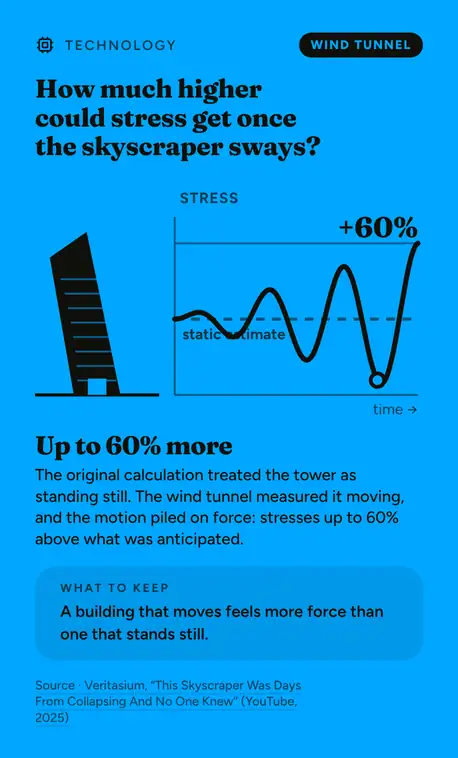 TECHNOLOGY
WIND TUNNEL
How much higher
could stress get once
the skyscraper sways?
STRESS
+60%
static estimate
time →
Up to 60% more
The original calculation treated the tower as
standing still. The wind tunnel measured it moving,
and the motion piled on force: stresses up to 60%
above what was anticipated.
WHAT TO KEEP
A building that moves feels more force than
one that stands still.
Source · Veritasium, “This Skyscraper Was Days
From Collapsing And No One Knew” (YouTube,
2025)